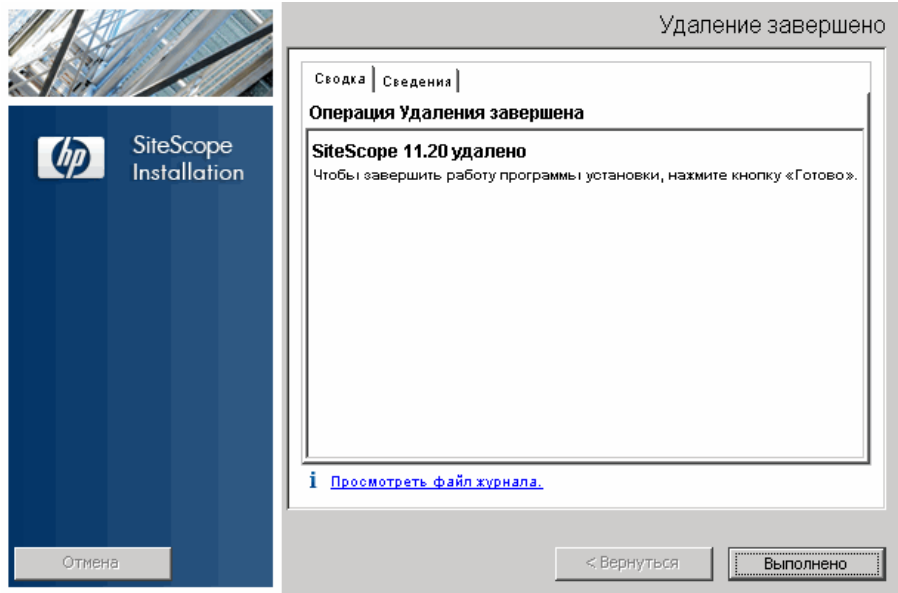 Удаление завершено
hp
SiteScope
Installation
Сводка
Сведения
Операция Удаления завершена
SiteScope 11.20 удалено
Чтобы завершить работу программы установки, нажмите кнопку «Готово».
i Просмотреть файл журнала.
Отмена
< Вернуться
Выполнено